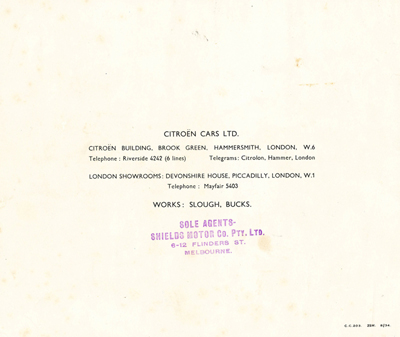 CITROËN CARS LTD.
CITROËN BUILDING, BROOK GREEN, HAMMERSMITH, LONDON, W.6
Telephone : Riverside 4242 (6 lines) Telegrams : Citrolon, Hammer, London
LONDON SHOWROOMS : DEVONSHIRE HOUSE, PICCADILLY, LONDON, W.1
Telephone : Mayfair 5403
WORKS : SLOUGH, BUCKS.
SOLE AGENTS-
SHIELDS MOTOR CO. PTY. LTD.
6-12 FLINDERS ST.
MELBOURNE.